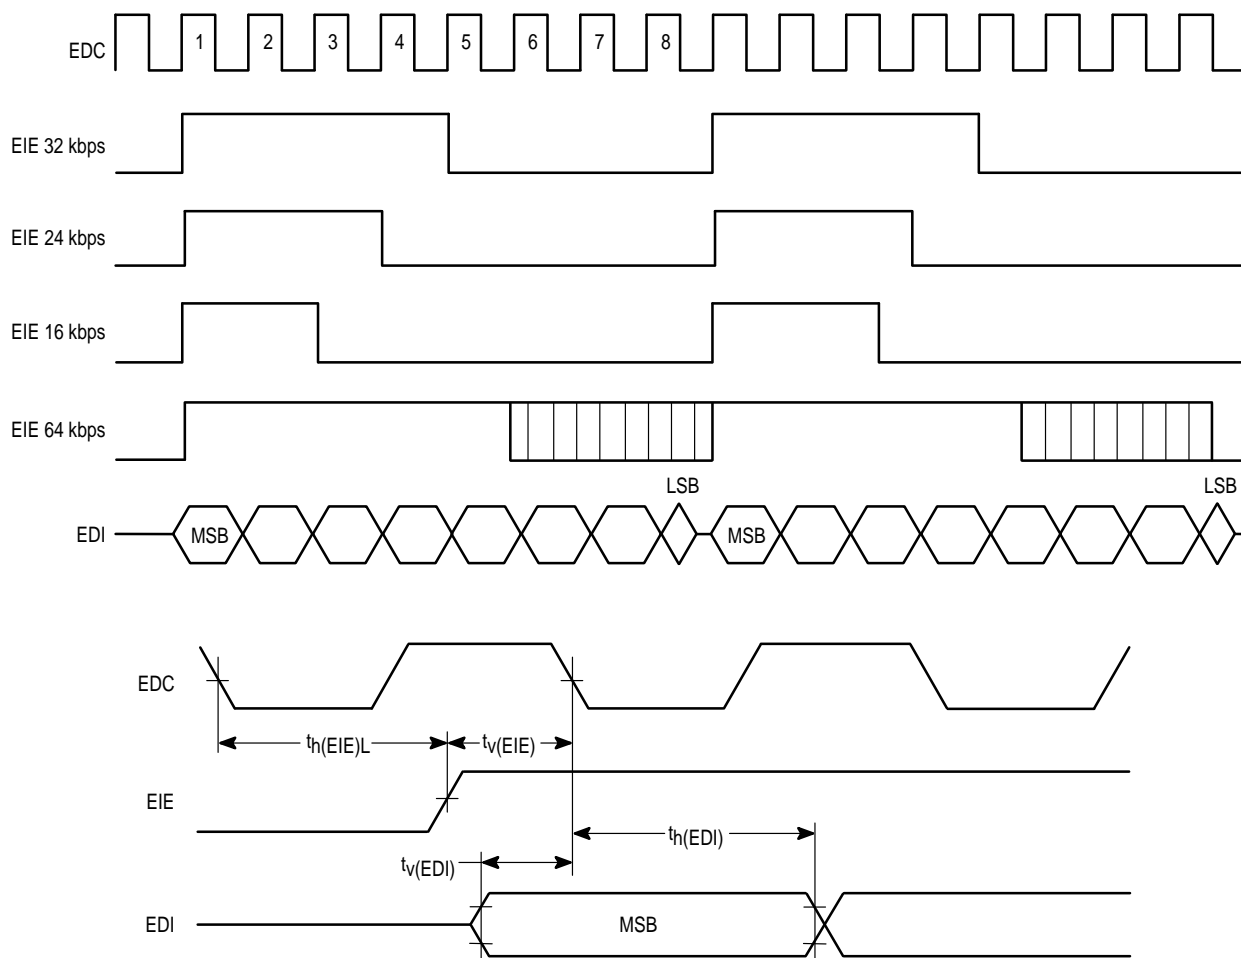 EDC
1 2 3 4 5 6 7 8
EIE 32 kbps
EIE 24 kbps
EIE 16 kbps
EIE 64 kbps
LSB LSB
EDI MSB MSB
EDC
th(EIE)L tv(EIE)
EIE
th(EDI)
tv(EDI)
EDI MSB